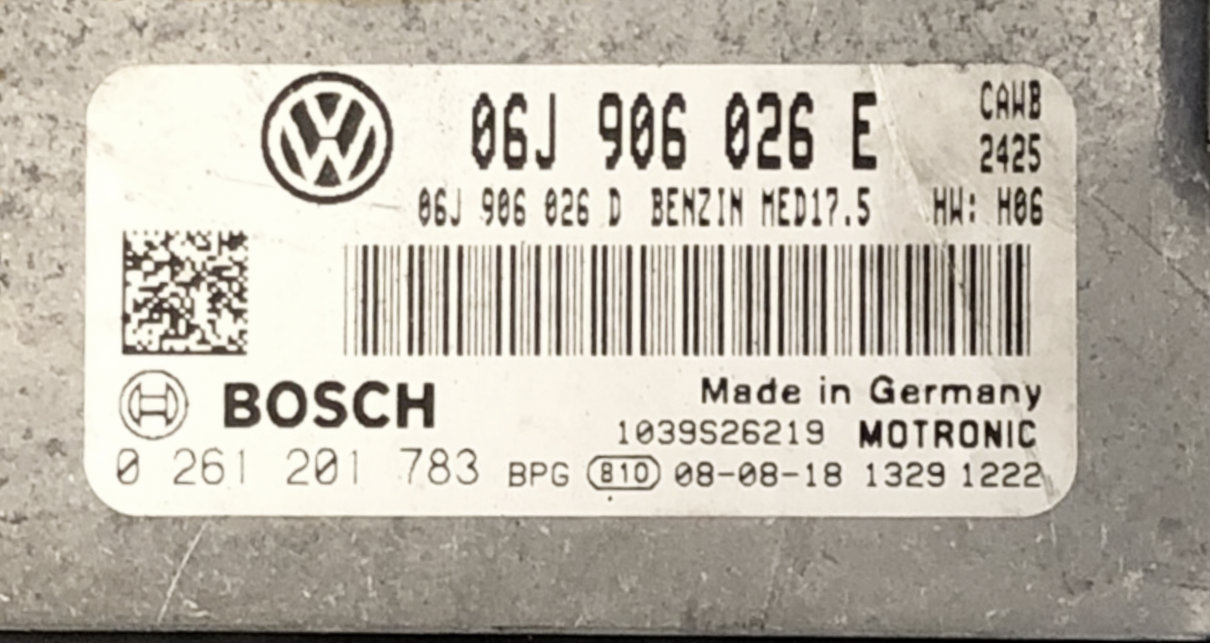 06J 906 026 E
CAWB
2425
06J 906 026 D BENZIN MED17.5 HW: H06
BOSCH
Made in Germany
1039S26219 MOTRONIC
0 261 201 783 BPG 810 08-08-18 1329 1222